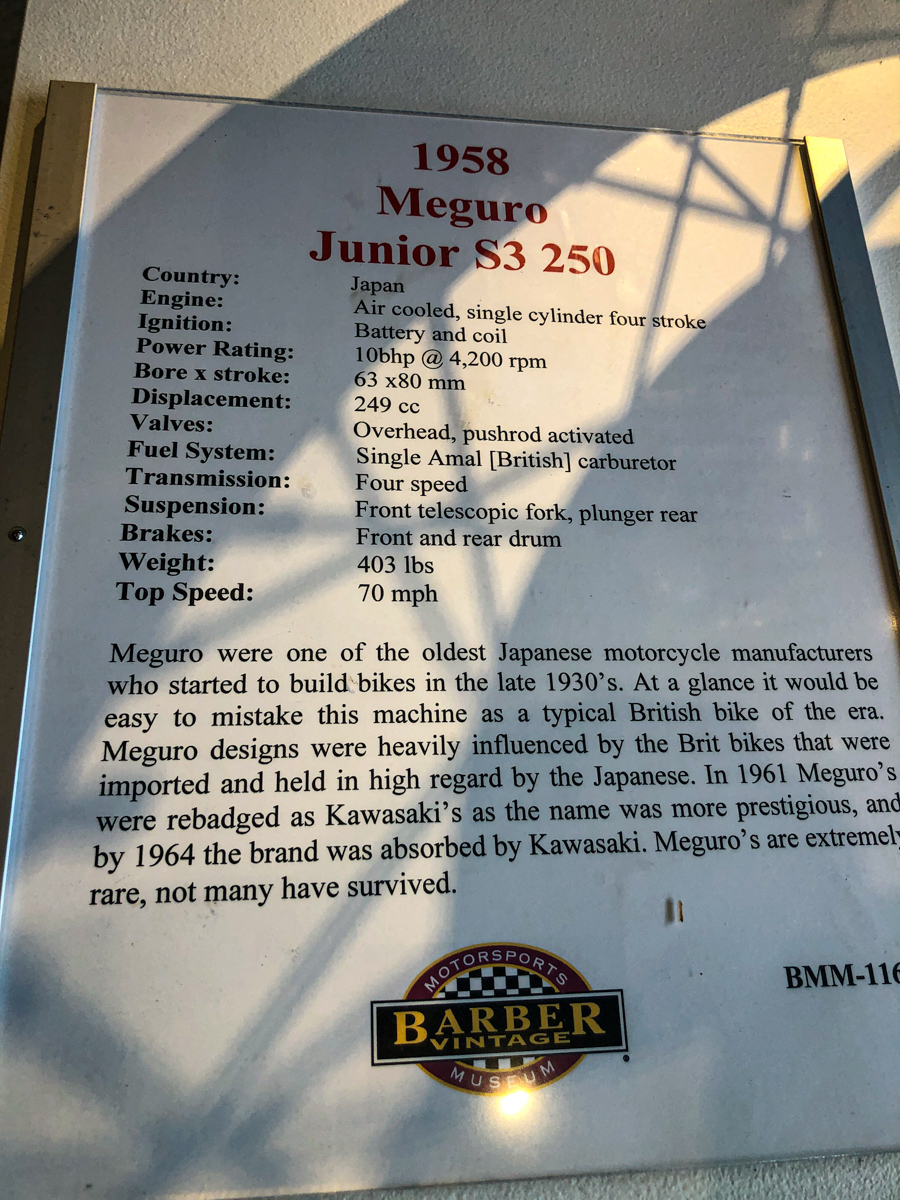 1958
Meguro
Junior S3 250
Country: Japan
Engine: Air cooled, single cylinder four stroke
Ignition: Battery and coil
Power Rating: 10bhp @ 4,200 rpm
Bore x stroke: 63 x80 mm
Displacement: 249 cc
Valves: Overhead, pushrod activated
Fuel System: Single Amal [British] carburetor
Transmission: Four speed
Suspension: Front telescopic fork, plunger rear
Brakes: Front and rear drum
Weight: 403 lbs
Top Speed: 70 mph
Meguro were one of the oldest Japanese motorcycle manufacturers
who started to build bikes in the late 1930's. At a glance it would be
easy to mistake this machine as a typical British bike of the era.
Meguro designs were heavily influenced by the Brit bikes that were
imported and held in high regard by the Japanese. In 1961 Meguro's
were rebadged as Kawasaki's as the name was more prestigious, and
by 1964 the brand was absorbed by Kawasaki. Meguro's are extremely
rare, not many have survived.
BMM-116
MOTORSPORTS
BARBER
VINTAGE
MUSEUM